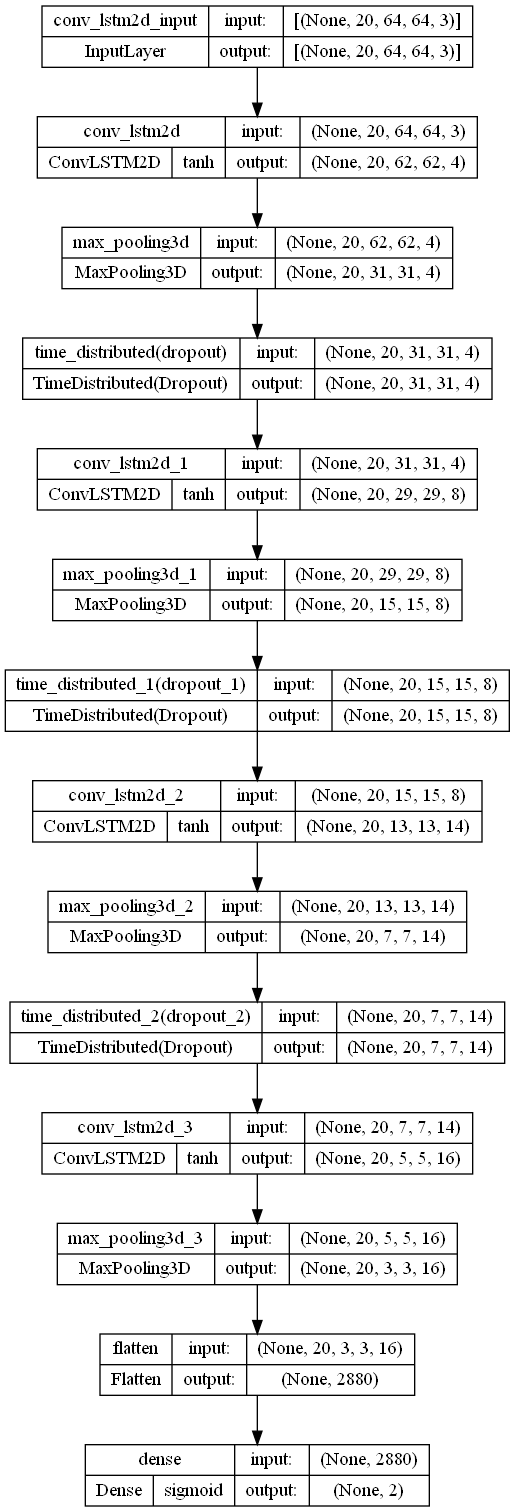 conv_lstm2d_input input: [(None, 20, 64, 64, 3)]
InputLayer output: [(None, 20, 64, 64, 3)]
conv_lstm2d input: (None, 20, 64, 64, 3)
ConvLSTM2D tanh output: (None, 20, 62, 62, 4)
max_pooling3d input: (None, 20, 62, 62, 4)
MaxPooling3D output: (None, 20, 31, 31, 4)
time_distributed(dropout) input: (None, 20, 31, 31, 4)
TimeDistributed(Dropout) output: (None, 20, 31, 31, 4)
conv_lstm2d_1 input: (None, 20, 31, 31, 4)
ConvLSTM2D tanh output: (None, 20, 29, 29, 8)
max_pooling3d_1 input: (None, 20, 29, 29, 8)
MaxPooling3D output: (None, 20, 15, 15, 8)
time_distributed_1(dropout_1) input: (None, 20, 15, 15, 8)
TimeDistributed(Dropout) output: (None, 20, 15, 15, 8)
conv_lstm2d_2 input: (None, 20, 15, 15, 8)
ConvLSTM2D tanh output: (None, 20, 13, 13, 14)
max_pooling3d_2 input: (None, 20, 13, 13, 14)
MaxPooling3D output: (None, 20, 7, 7, 14)
time_distributed_2(dropout_2) input: (None, 20, 7, 7, 14)
TimeDistributed(Dropout) output: (None, 20, 7, 7, 14)
conv_lstm2d_3 input: (None, 20, 7, 7, 14)
ConvLSTM2D tanh output: (None, 20, 5, 5, 16)
max_pooling3d_3 input: (None, 20, 5, 5, 16)
MaxPooling3D output: (None, 20, 3, 3, 16)
flatten input: (None, 20, 3, 3, 16)
Flatten output: (None, 2880)
dense input: (None, 2880)
Dense sigmoid output: (None, 2)